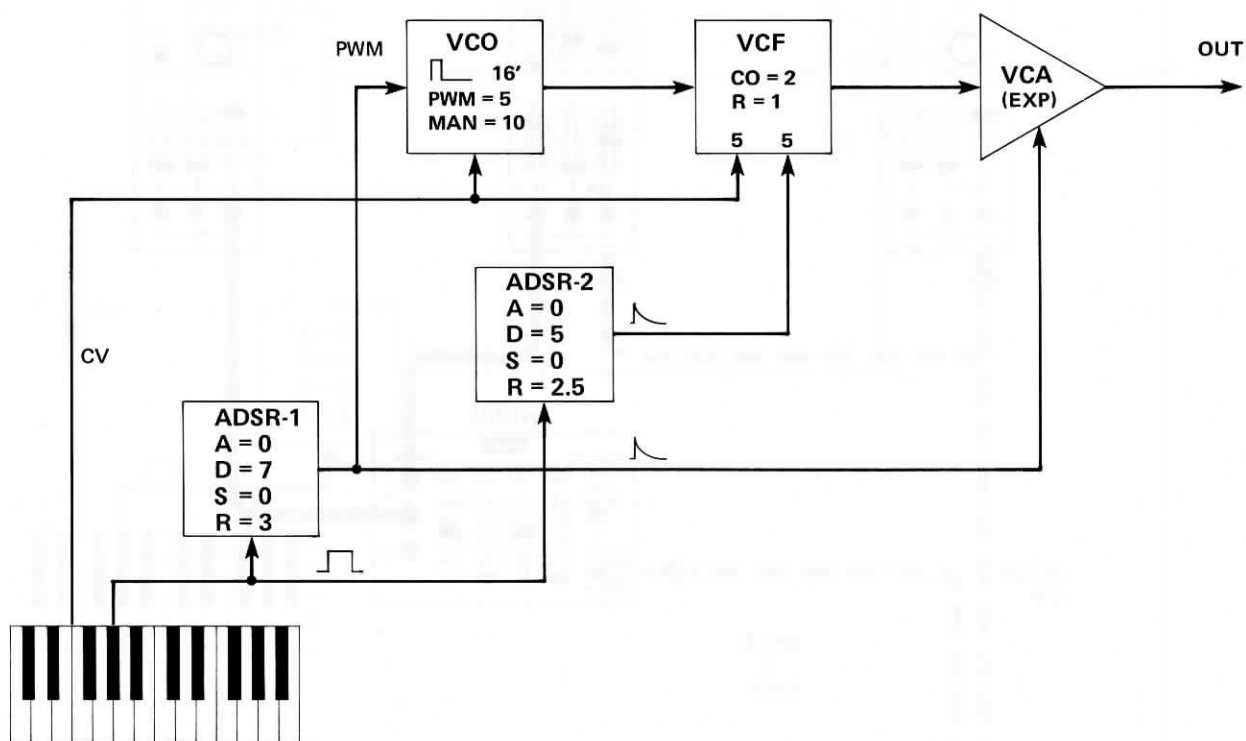 PWM
VCO
16′
PWM = 5
MAN = 10
VCF
CO = 2
R = 1
5 5
VCA
(EXP)
OUT
CV
ADSR-2
A = 0
D = 5
S = 0
R = 2.5
ADSR-1
A = 0
D = 7
S = 0
R = 3